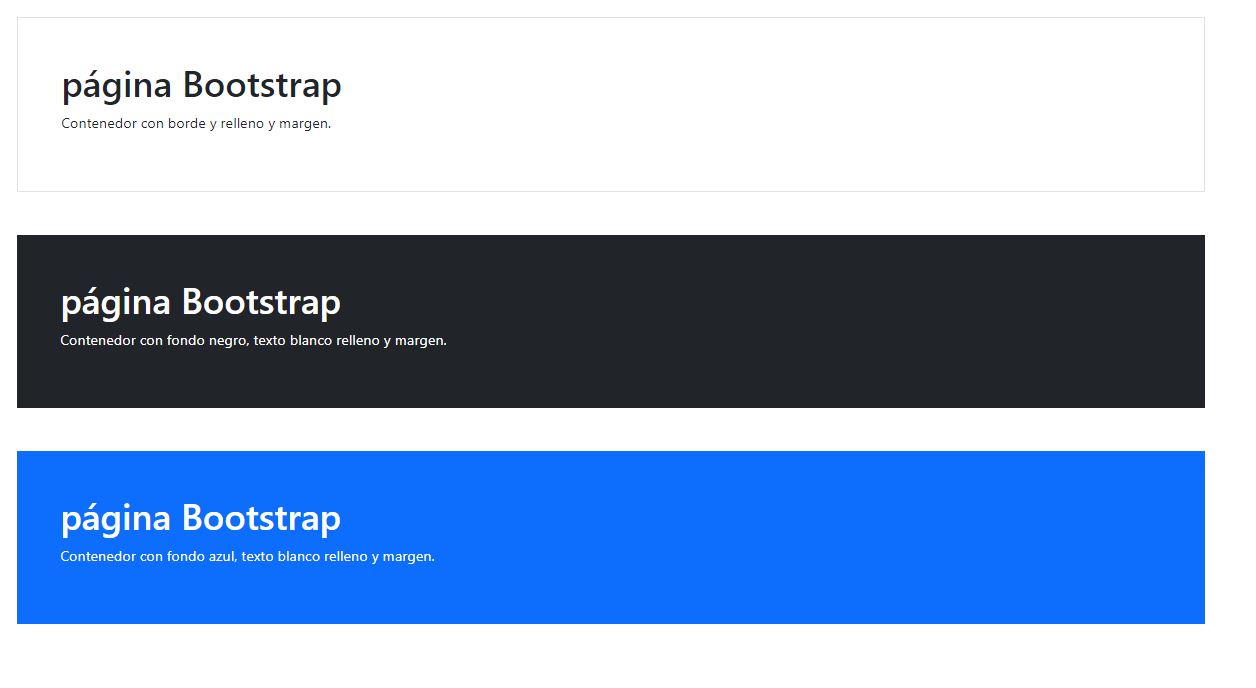 página Bootstrap
Contenedor con borde y relleno y margen.
página Bootstrap
Contenedor con fondo negro, texto blanco relleno y margen.
página Bootstrap
Contenedor con fondo azul, texto blanco relleno y margen.